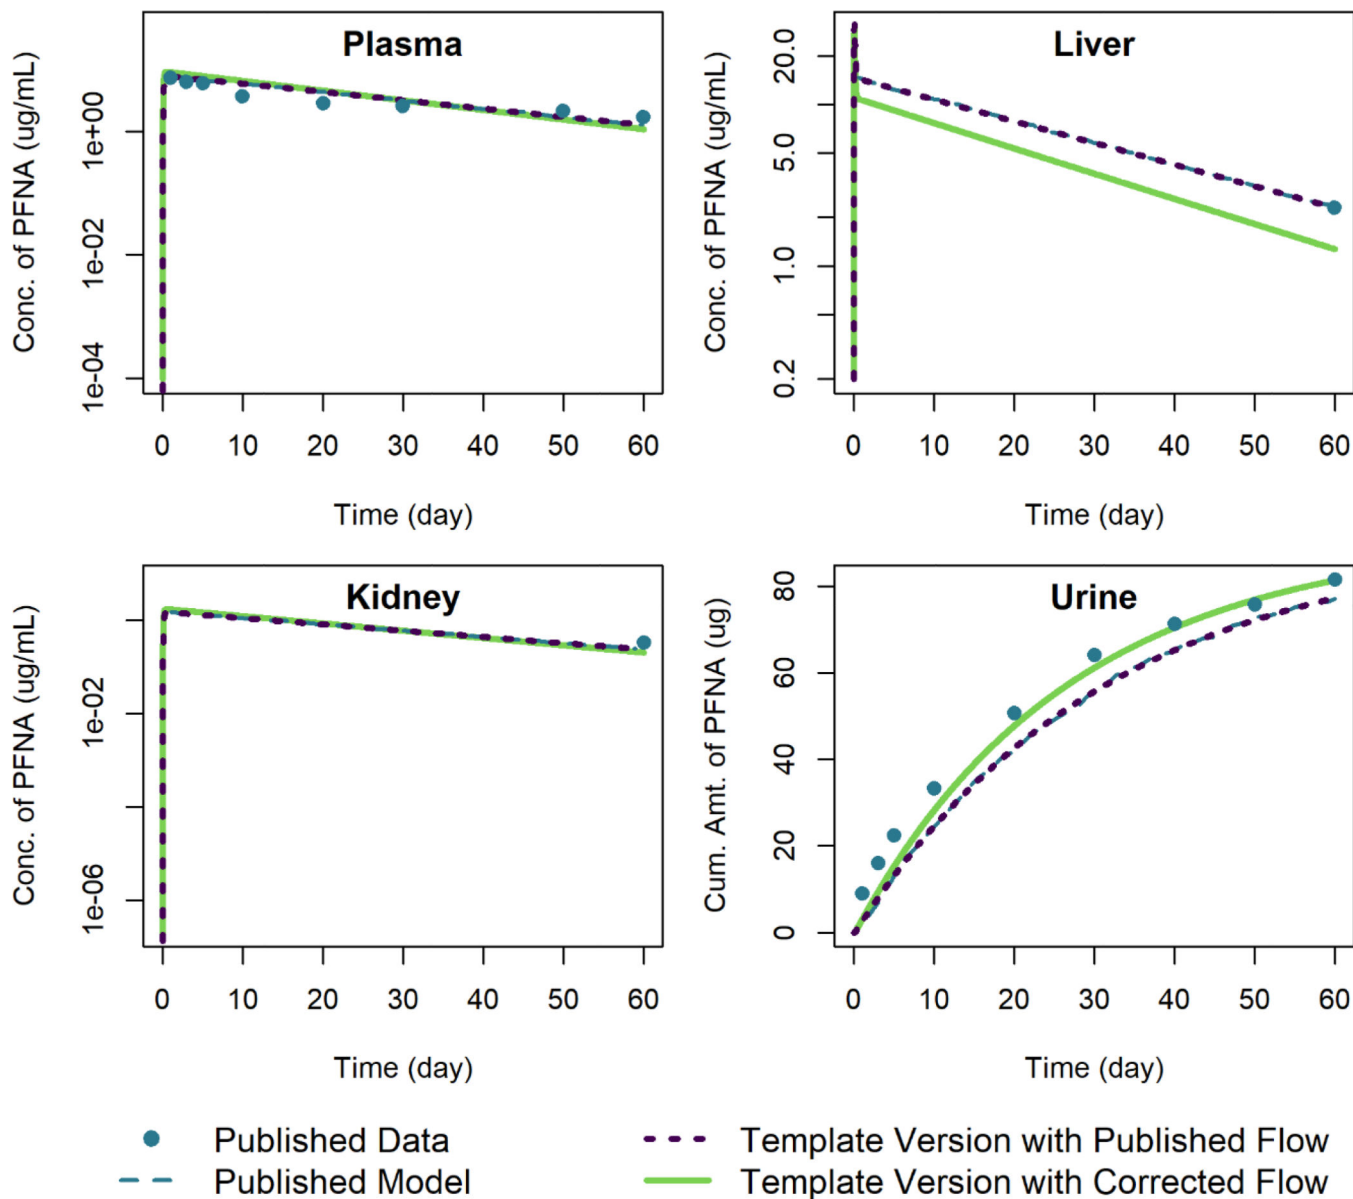 Plasma
Conc. of PFNA (ug/mL)
1e+00
1e-02
1e-04
0 10 20 30 40 50 60
Time (day)
Liver
Conc. of PFNA (ug/mL)
20.0
5.0
1.0
0.2
0 10 20 30 40 50 60
Time (day)
Kidney
Conc. of PFNA (ug/mL)
1e-02
1e-06
0 10 20 30 40 50 60
Time (day)
Urine
Cum. Amt. of PFNA (ug)
80
60
40
20
0
0 10 20 30 40 50 60
Time (day)
Published Data
Published Model
Template Version with Published Flow
Template Version with Corrected Flow